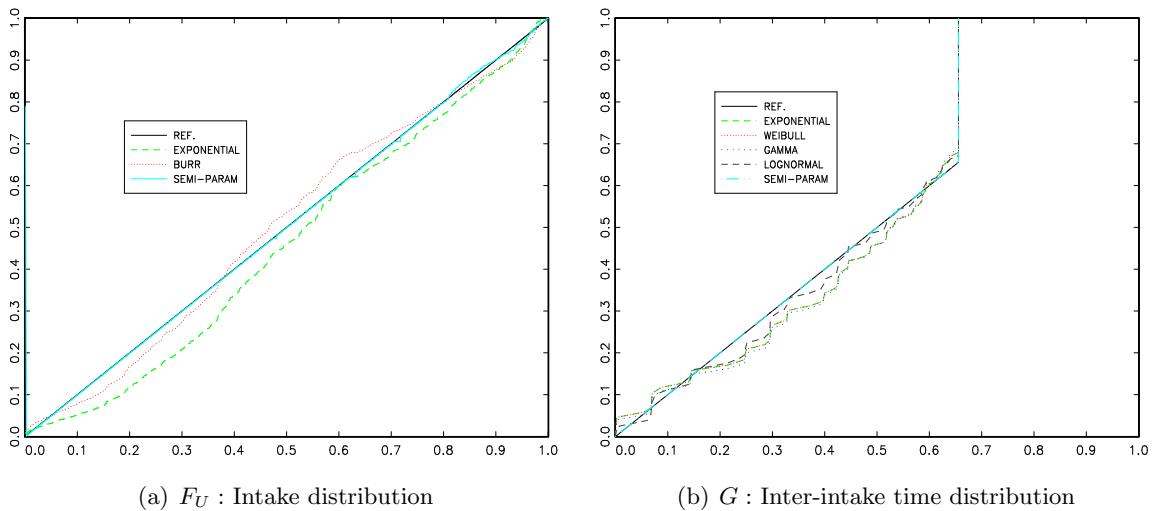 1.0
0.9
0.8
0.7
0.6
0.5
0.4
0.3
0.2
0.1
0.0
0.0 0.1 0.2 0.3 0.4 0.5 0.6 0.7 0.8 0.9 1.0
REF.
EXPONENTIAL
BURR
SEMI-PARAM
(a) F_U : Intake distribution
1.0
0.9
0.8
0.7
0.6
0.5
0.4
0.3
0.2
0.1
0.0
0.0 0.1 0.2 0.3 0.4 0.5 0.6 0.7 0.8 0.9 1.0
REF.
EXPONENTIAL
WEIBULL
GAMMA
LOGNORMAL
SEMI-PARAM
(b) G : Inter-intake time distribution